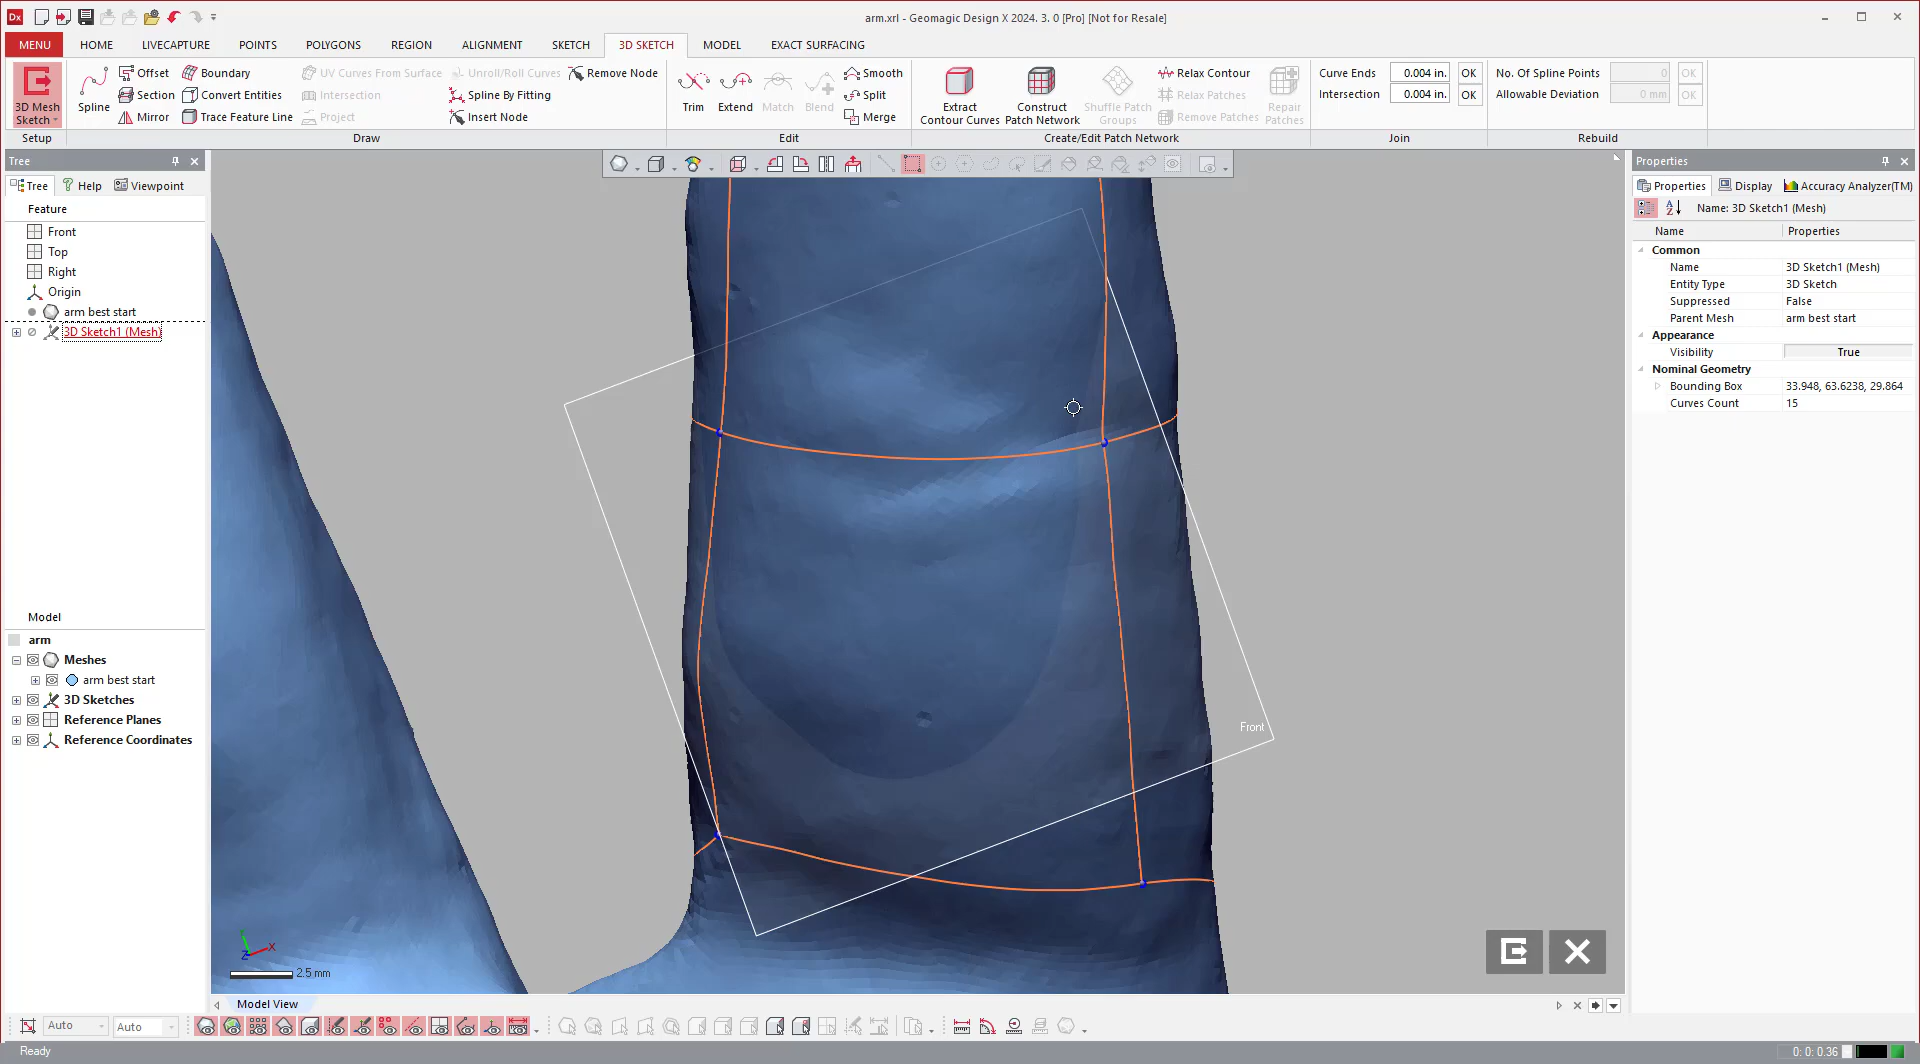 arm.xrl - Geomagic Design X 2024. 3. 0 [Pro] [Not for Resale]
MENU HOME LIVECAPTURE POINTS POLYGONS REGION ALIGNMENT SKETCH 3D SKETCH MODEL EXACT SURFACING
3D Mesh Sketch
Setup
Spline
Offset
Section
Mirror
Boundary
Convert Entities
Trace Feature Line
UV Curves From Surface
Intersection
Project
Unroll/Roll Curves
Spline By Fitting
Insert Node
Remove Node
Draw
Trim
Extend
Match
Blend
Smooth
Split
Merge
Edit
Extract
Contour Curves
Construct
Patch Network
Shuffle Patch
Groups
Relax Contour
Relax Patches
Remove Patches
Repair
Patches
Create/Edit Patch Network
Curve Ends 0.004 in. OK
Intersection 0.004 in. OK
Join
No. Of Spline Points 0 OK
Allowable Deviation 0 mm OK
Rebuild
Tree
Tree Help Viewpoint
Feature
Front
Top
Right
Origin
arm best start
3D Sketch1 (Mesh)
Model
arm
Meshes
arm best start
3D Sketches
Reference Planes
Reference Coordinates
Front
Y
X
Z
2.5 mm
Model View
Properties
Properties Display Accuracy Analyzer(TM)
Name: 3D Sketch1 (Mesh)
Name Properties
Common
Name 3D Sketch1 (Mesh)
Entity Type 3D Sketch
Suppressed False
Parent Mesh arm best start
Appearance
Visibility True
Nominal Geometry
Bounding Box 33.948, 63.6238, 29.864
Curves Count 15
Auto Auto
Ready
0: 0: 0.36